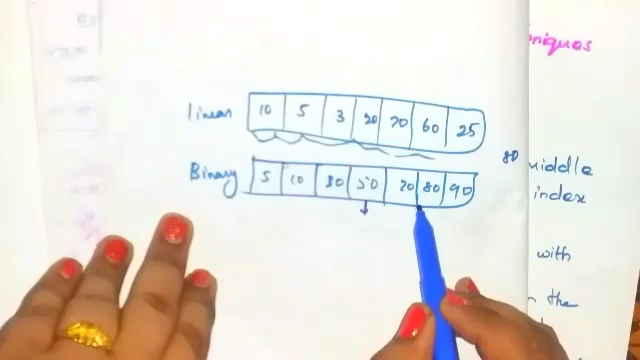 niques
linear 10 5 3 20 70 60 25
80 middle
Binary 5 10 30 50 70 80 90
index
with
the